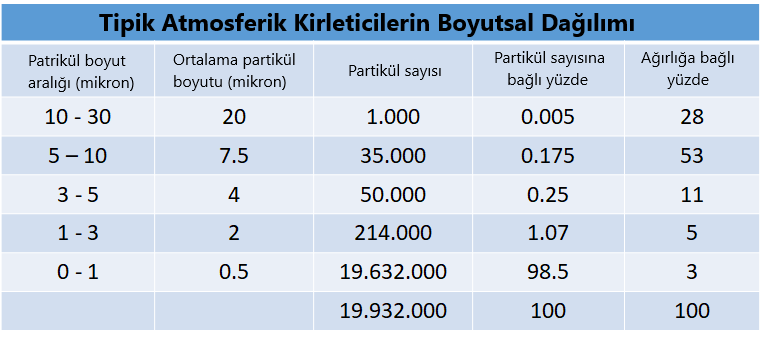 Tipik Atmosferik Kirleticilerin Boyutsal Dağılımı
Patrikül boyut aralığı (mikron) Ortalama partikül boyutu (mikron) Partikül sayısı Partikül sayısına bağlı yüzde Ağırlığa bağlı yüzde
10 - 30 20 1.000 0.005 28
5 – 10 7.5 35.000 0.175 53
3 - 5 4 50.000 0.25 11
1 - 3 2 214.000 1.07 5
0 - 1 0.5 19.632.000 98.5 3
19.932.000 100 100